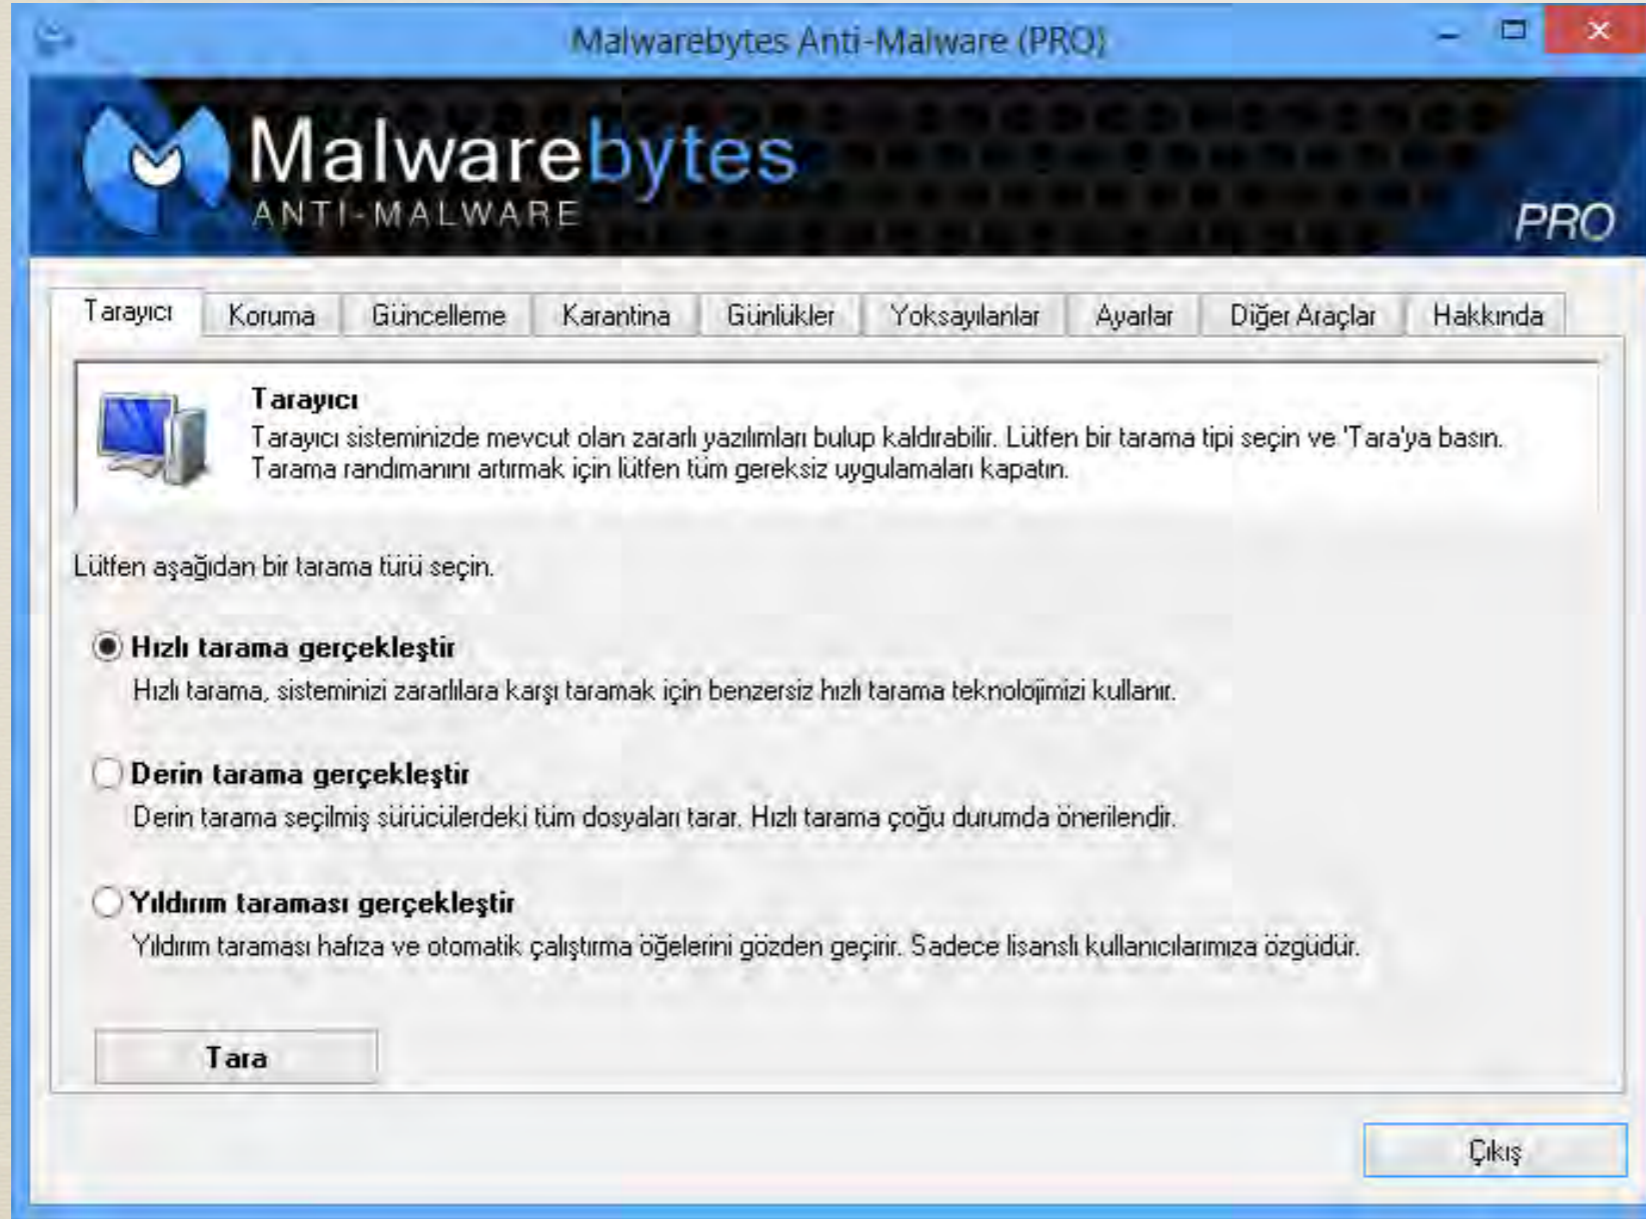 Malwarebytes Anti-Malware (PRO)
Malwarebytes
ANTI-MALWARE
PRO
Tarayıcı Koruma Güncelleme Karantina Günlükler Yoksayılanlar Ayarlar Diğer Araçlar Hakkında
Tarayıcı
Tarayıcı sisteminizde mevcut olan zararlı yazılımları bulup kaldırabilir. Lütfen bir tarama tipi seçin ve 'Tara'ya basın.
Tarama randımanını artırmak için lütfen tüm gereksiz uygulamaları kapatın.
Lütfen aşağıdan bir tarama türü seçin.
Hızlı tarama gerçekleştir
Hızlı tarama, sisteminizi zararlılara karşı taramak için benzersiz hızlı tarama teknolojimizi kullanır.
Derin tarama gerçekleştir
Derin tarama seçilmiş sürücülerdeki tüm dosyaları tarar. Hızlı tarama çoğu durumda önerilendir.
Yıldırım taraması gerçekleştir
Yıldırım taraması hafıza ve otomatik çalıştırma öğelerini gözden geçirir. Sadece lisanslı kullanıcılarımıza özgüdür.
Tara
Çıkış